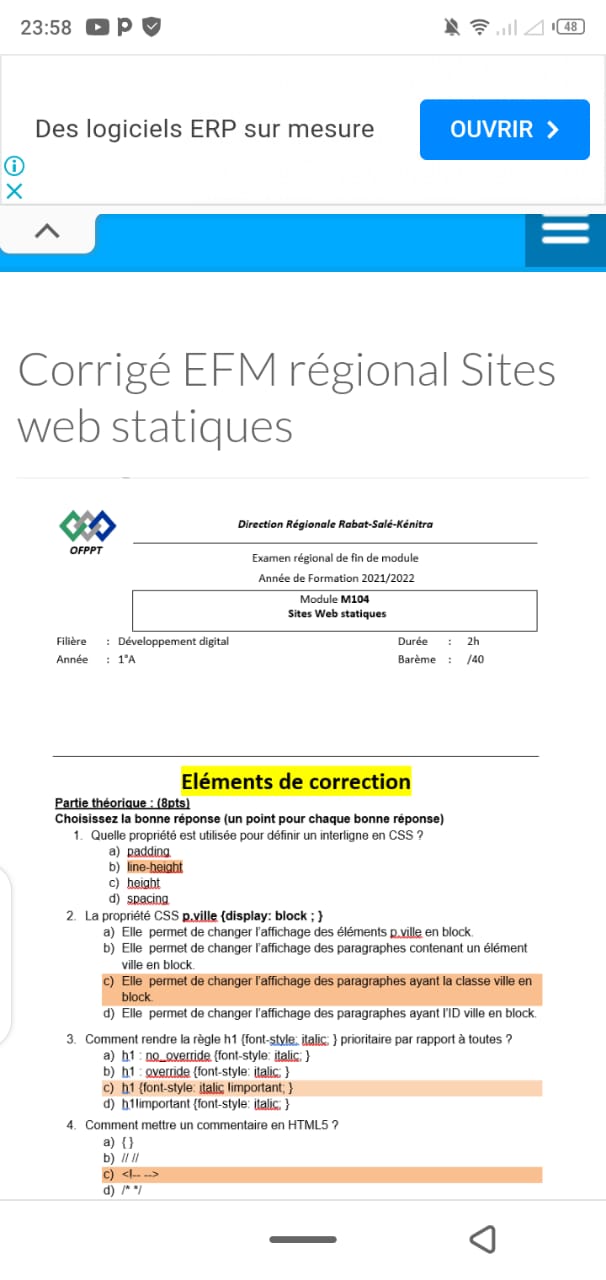 23:58
48
Des logiciels ERP sur mesure
OUVRIR
Corrigé EFM régional Sites
web statiques
OFPPT
Direction Régionale Rabat-Salé-Kénitra
Examen régional de fin de module
Année de Formation 2021/2022
Module M104
Sites Web statiques
Filière : Développement digital Durée : 2h
Année : 1°A Barème : /40
Eléments de correction
Partie théorique : (8pts)
Choisissez la bonne réponse (un point pour chaque bonne réponse)
1. Quelle propriété est utilisée pour définir un interligne en CSS ?
a) padding
b) line-height
c) height
d) spacing
2. La propriété CSS p.ville {display: block ; }
a) Elle permet de changer l'affichage des éléments p.ville en block.
b) Elle permet de changer l'affichage des paragraphes contenant un élément
ville en block.
c) Elle permet de changer l'affichage des paragraphes ayant la classe ville en
block.
d) Elle permet de changer l'affichage des paragraphes ayant l'ID ville en block.
3. Comment rendre la règle h1 {font-style: italic; } prioritaire par rapport à toutes ?
a) h1 : no_override {font-style: italic; }
b) h1 : override {font-style: italic; }
c) h1 {font-style: italic !important; }
d) h1!important {font-style: italic; }
4. Comment mettre un commentaire en HTML5 ?
a) { }
b) // //
c) <!-- -->
d) /* */